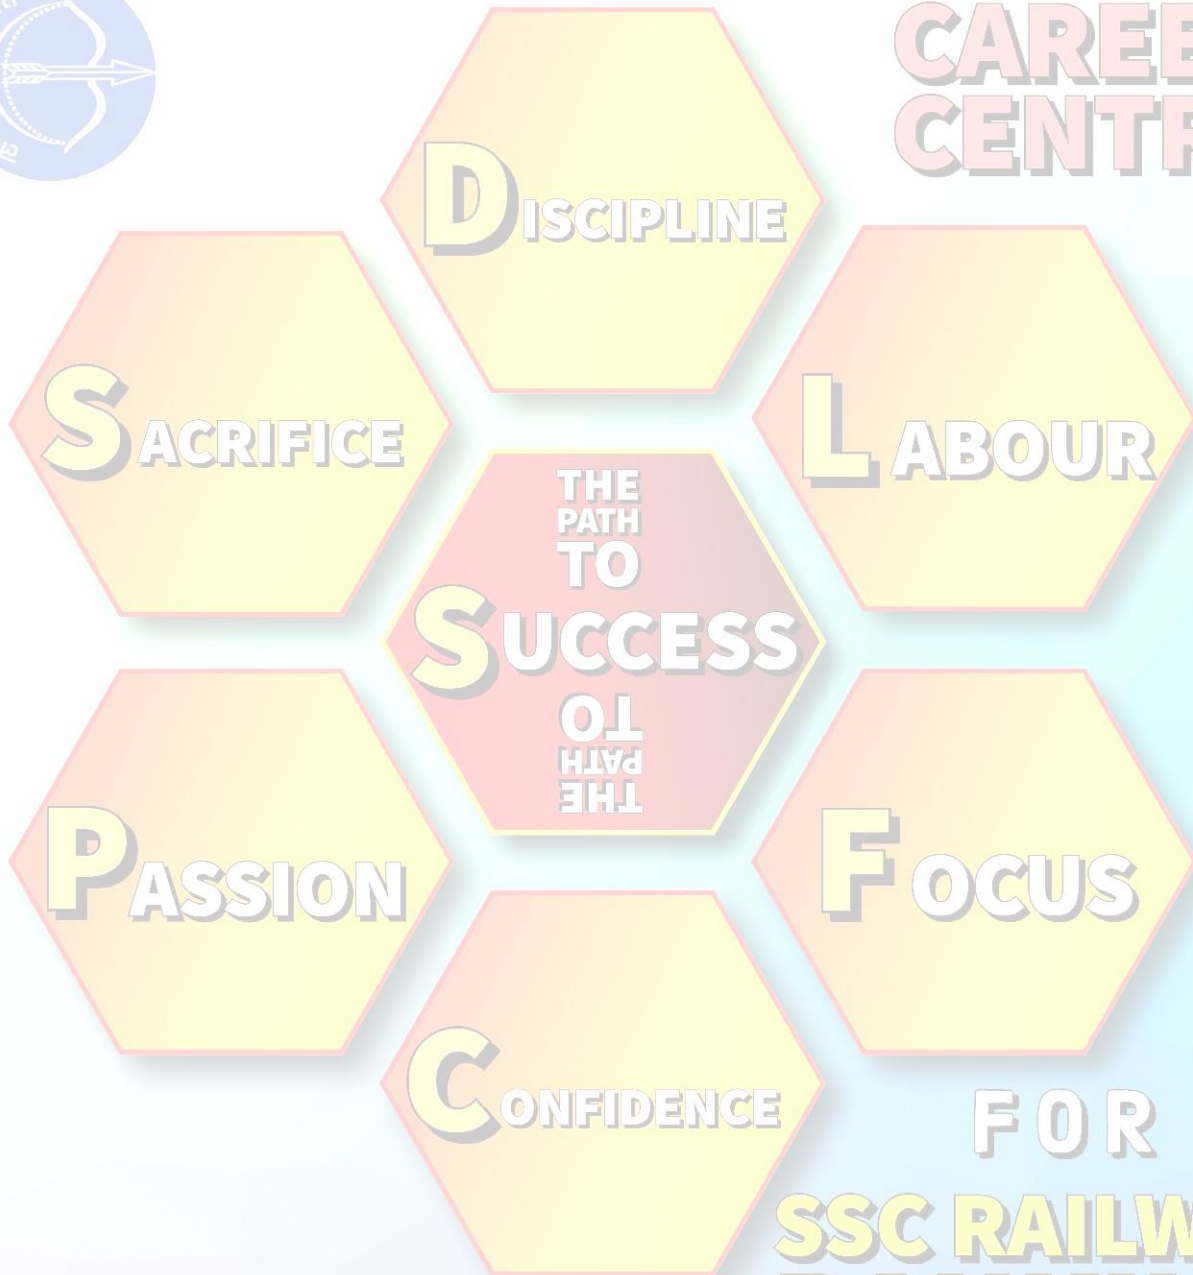 CAREE
CENTR
DISCIPLINE
SACRIFICE
LABOUR
THE
PATH
TO
SUCCESS
TO
PATH
THE
PASSION
FOCUS
CONFIDENCE
FOR
SSC RAILW